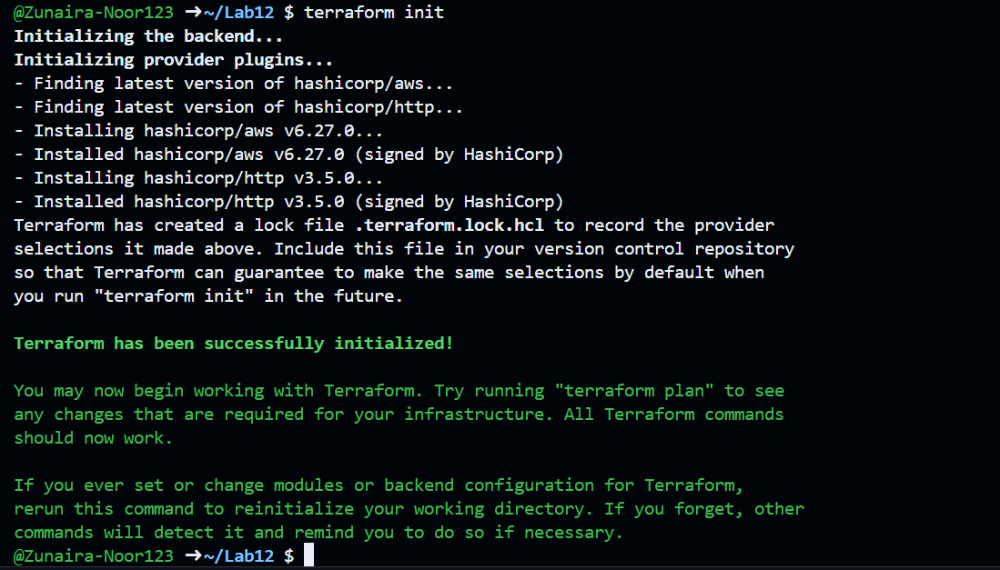 @Zunaira-Noor123 ➜~/Lab12 $ terraform init
Initializing the backend...
Initializing provider plugins...
- Finding latest version of hashicorp/aws...
- Finding latest version of hashicorp/http...
- Installing hashicorp/aws v6.27.0...
- Installed hashicorp/aws v6.27.0 (signed by HashiCorp)
- Installing hashicorp/http v3.5.0...
- Installed hashicorp/http v3.5.0 (signed by HashiCorp)
Terraform has created a lock file .terraform.lock.hcl to record the provider
selections it made above. Include this file in your version control repository
so that Terraform can guarantee to make the same selections by default when
you run "terraform init" in the future.
Terraform has been successfully initialized!
You may now begin working with Terraform. Try running "terraform plan" to see
any changes that are required for your infrastructure. All Terraform commands
should now work.
If you ever set or change modules or backend configuration for Terraform,
rerun this command to reinitialize your working directory. If you forget, other
commands will detect it and remind you to do so if necessary.
@Zunaira-Noor123 ➜~/Lab12 $